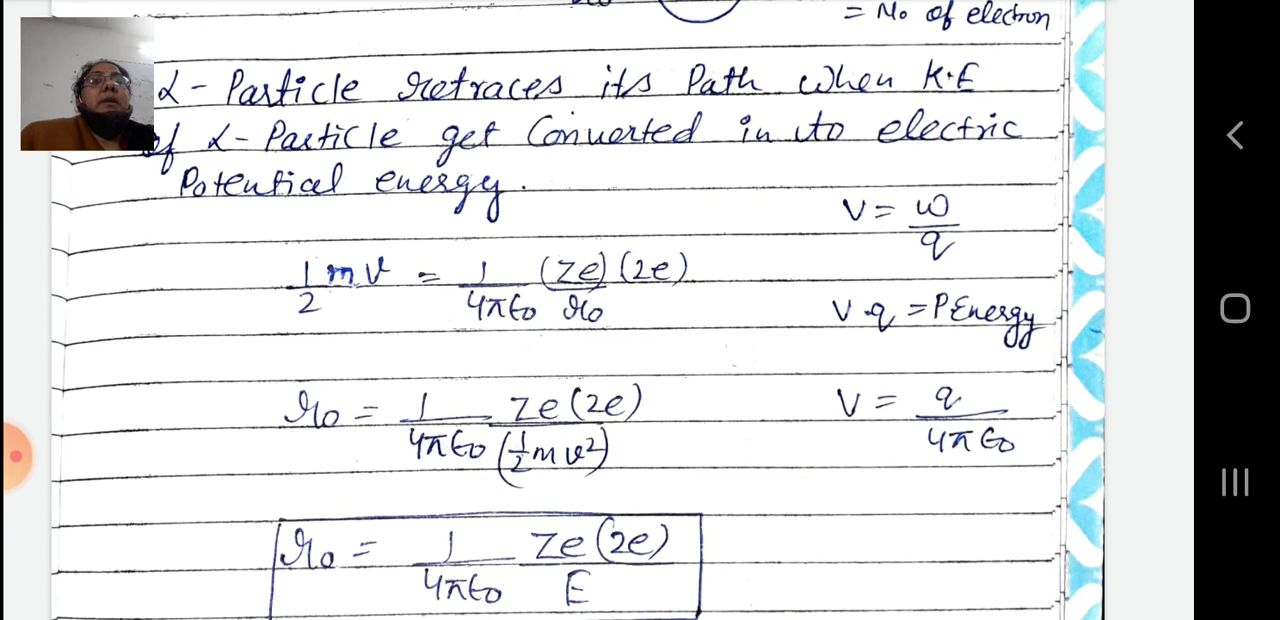 = No of electron
α - Particle retraces its Path when K.E
of α - Particle get Converted in to electric
Potential energy.
V = W/q
1/2 m v = 1/4πϵ0 (Ze)(2e)/r0
V.q = P Energy
r0 = 1/4πϵ0 Ze(2e)/(1/2 m v²)
V = q/4πϵ0
r0 = 1/4πϵ0 Ze(2e)/E